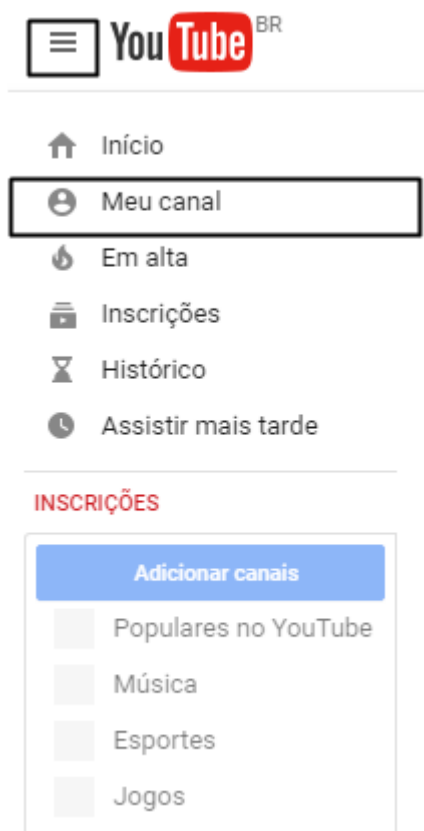 YouTube BR
Início
Meu canal
Em alta
Inscrições
Histórico
Assistir mais tarde
INSCRIÇÕES
Adicionar canais
Populares no YouTube
Música
Esportes
Jogos